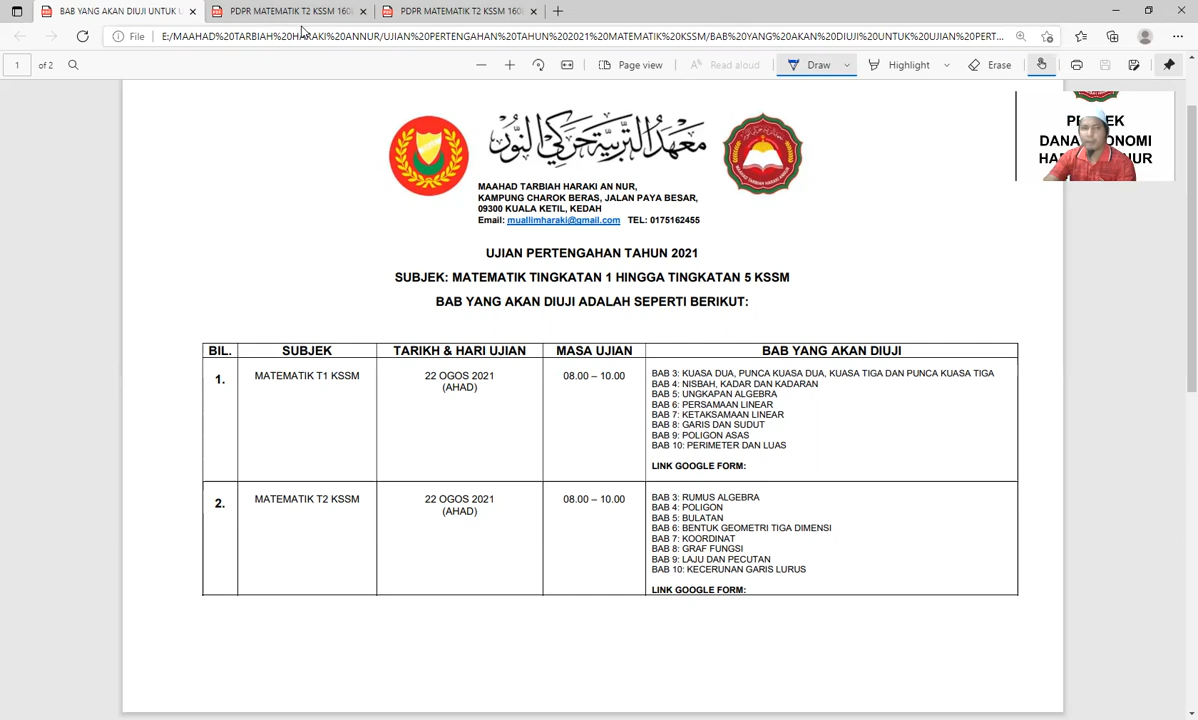 BAB YANG AKAN DIUJI UNTUK U
PDPR MATEMATIK T2 KSSM 160
PDPR MATEMATIK T2 KSSM 160
File
E:/MAAHAD%20TARBIAH%20HARAKI%20ANNUR/UJIAN%20PERTENGAHAN%20TAHUN%202021%20MATEMATIK%20KSSM/BAB%20YANG%20AKAN%20DIUJI%20UNTUK%20UJIAN%20PERT...
1 of 2
Page view
Read aloud
Draw
Highlight
Erase
معهد التربية حركي النور
MAAHAD TARBIAH HARAKI AN NUR,
KAMPUNG CHAROK BERAS, JALAN PAYA BESAR,
09300 KUALA KETIL, KEDAH
Email: muallimharaki@gmail.com TEL: 0175162455
UJIAN PERTENGAHAN TAHUN 2021
SUBJEK: MATEMATIK TINGKATAN 1 HINGGA TINGKATAN 5 KSSM
BAB YANG AKAN DIUJI ADALAH SEPERTI BERIKUT:
BIL. SUBJEK TARIKH & HARI UJIAN MASA UJIAN BAB YANG AKAN DIUJI
1. MATEMATIK T1 KSSM 22 OGOS 2021 08.00 – 10.00
(AHAD)
BAB 3: KUASA DUA, PUNCA KUASA DUA, KUASA TIGA DAN PUNCA KUASA TIGA
BAB 4: NISBAH, KADAR DAN KADARAN
BAB 5: UNGKAPAN ALGEBRA
BAB 6: PERSAMAAN LINEAR
BAB 7: KETAKSAMAAN LINEAR
BAB 8: GARIS DAN SUDUT
BAB 9: POLIGON ASAS
BAB 10: PERIMETER DAN LUAS
LINK GOOGLE FORM:
2. MATEMATIK T2 KSSM 22 OGOS 2021 08.00 – 10.00
(AHAD)
BAB 3: RUMUS ALGEBRA
BAB 4: POLIGON
BAB 5: BULATAN
BAB 6: BENTUK GEOMETRI TIGA DIMENSI
BAB 7: KOORDINAT
BAB 8: GRAF FUNGSI
BAB 9: LAJU DAN PECUTAN
BAB 10: KECERUNAN GARIS LURUS
LINK GOOGLE FORM: